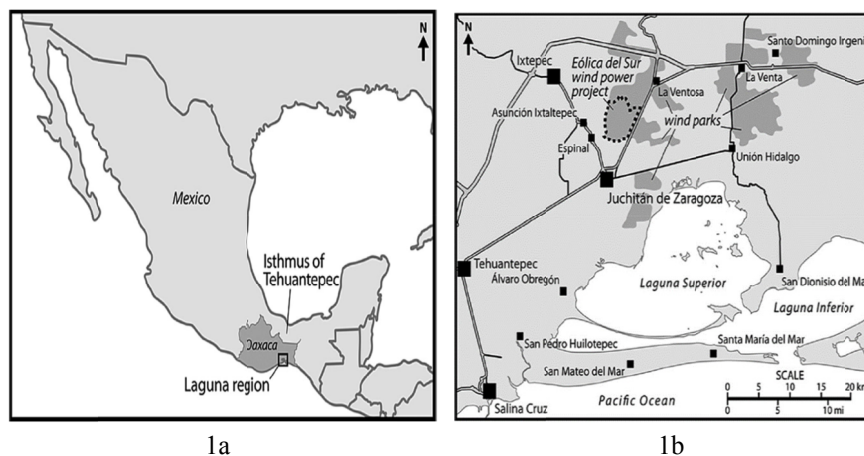 N
Mexico
Isthmus of
Tehuantepec
Oaxaca
Laguna region
1a
N
Santo Domingo Irgeni
Ixtepec
Eólica del Sur
wind power
project
La Venta
La Ventosa
Asunción Ixtaltepec
wind parks
Espinal
Unión Hidalgo
Juchitán de Zaragoza
Tehuantepec
Álvaro Obregón
Laguna Superior
San Dionisio del Ma
Laguna Inferior
San Pedro Huilotepec
Santa María del Mar
San Mateo del Mar
SCALE
0 5 10 15 20 km
0 5 10 mi
Salina Cruz
Pacific Ocean
1b